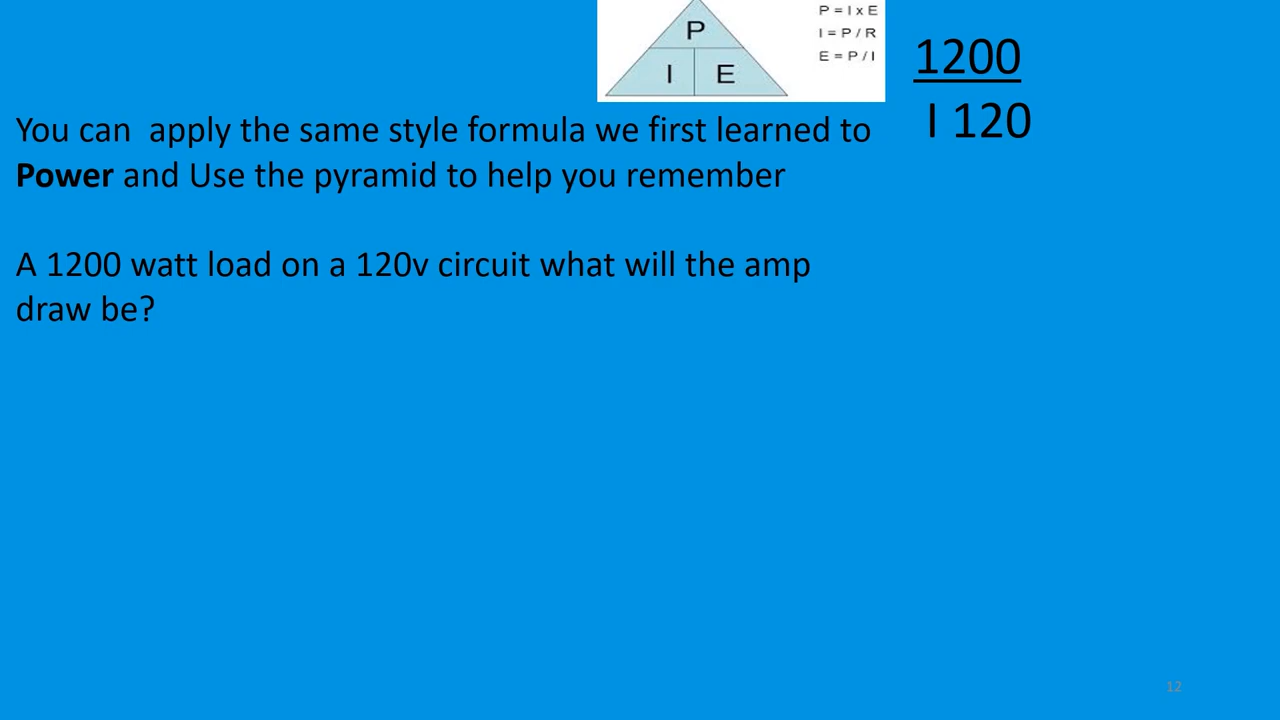 P
I E
P = I x E
I = P / R
E = P / I
1200
I 120
You can apply the same style formula we first learned to
Power and Use the pyramid to help you remember
A 1200 watt load on a 120v circuit what will the amp
draw be?
12